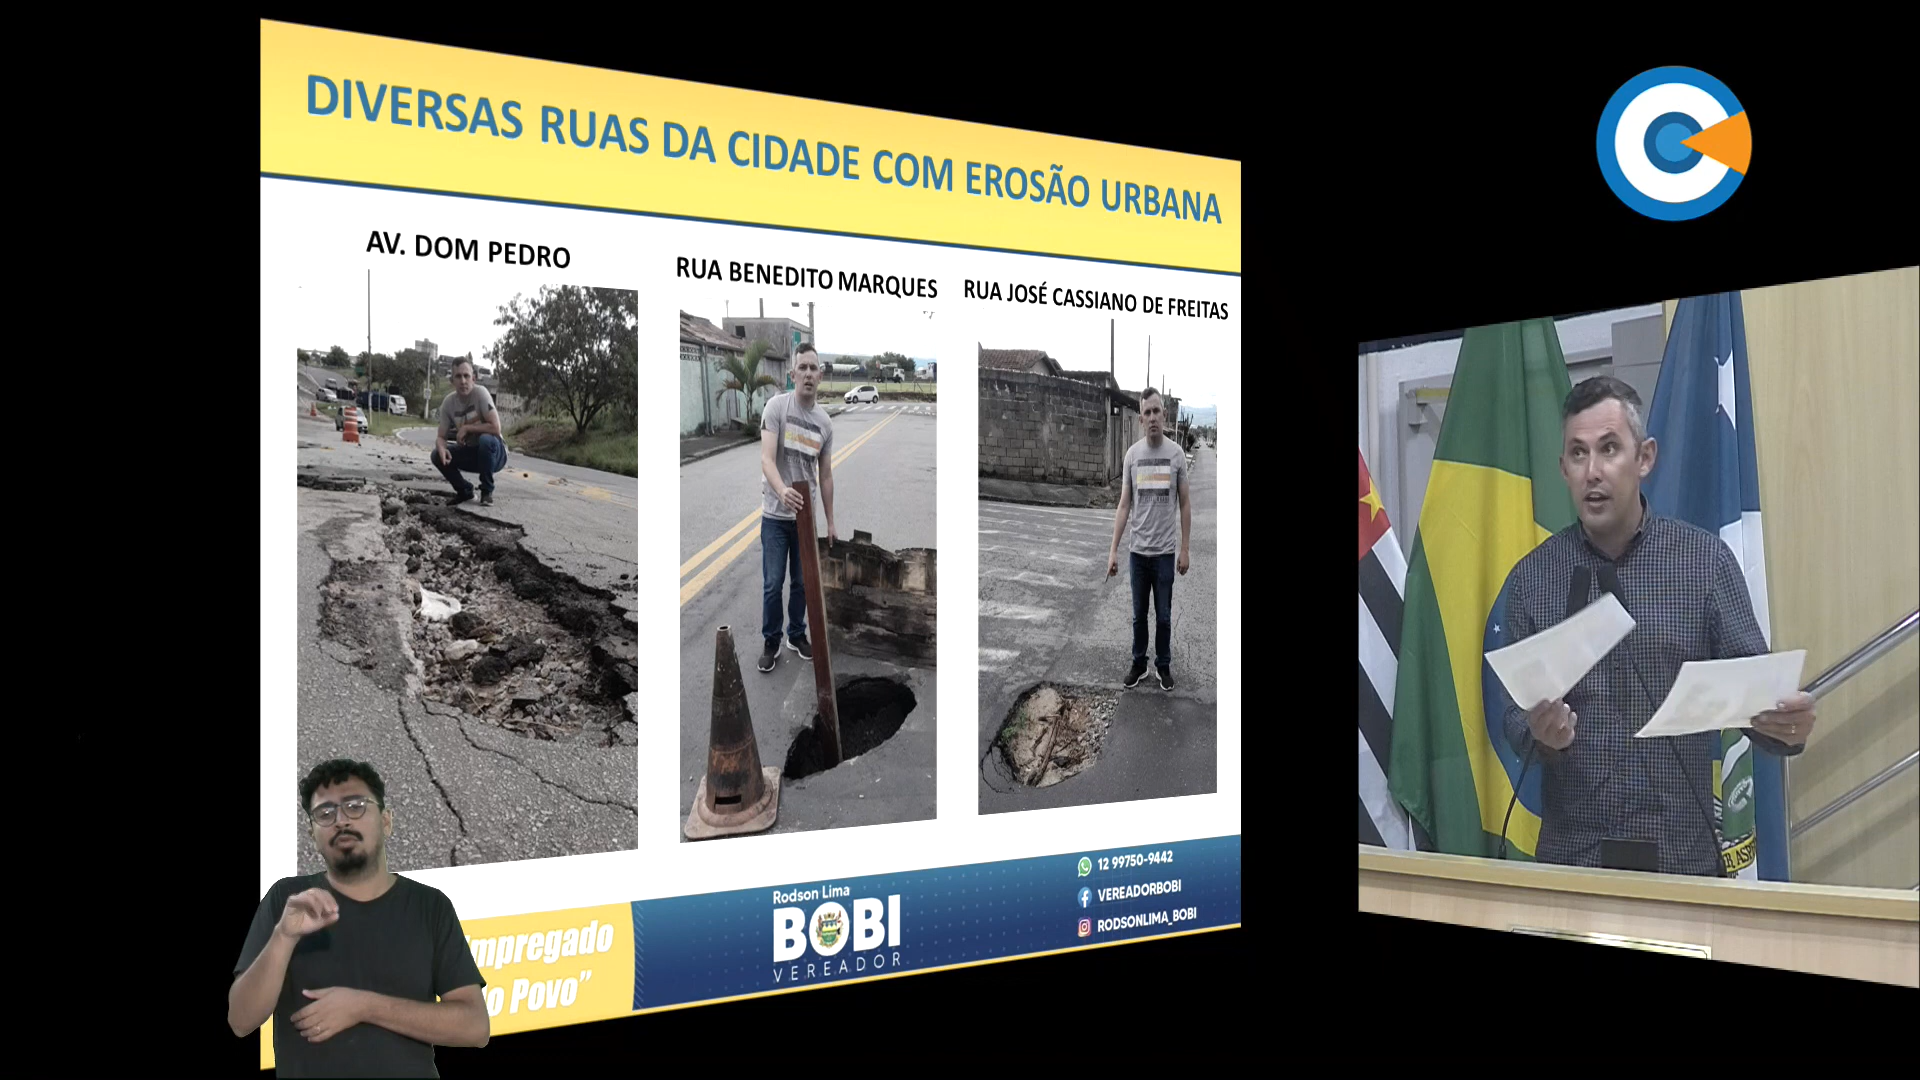 DIVERSAS RUAS DA CIDADE COM EROSÃO URBANA
AV. DOM PEDRO
RUA BENEDITO MARQUES
RUA JOSÉ CASSIANO DE FREITAS
mpregado
o Povo”
Rodson Lima
BOBI
VEREADOR
12 99750-9442
VEREADORBOBI
RODSONLIMA_BOBI